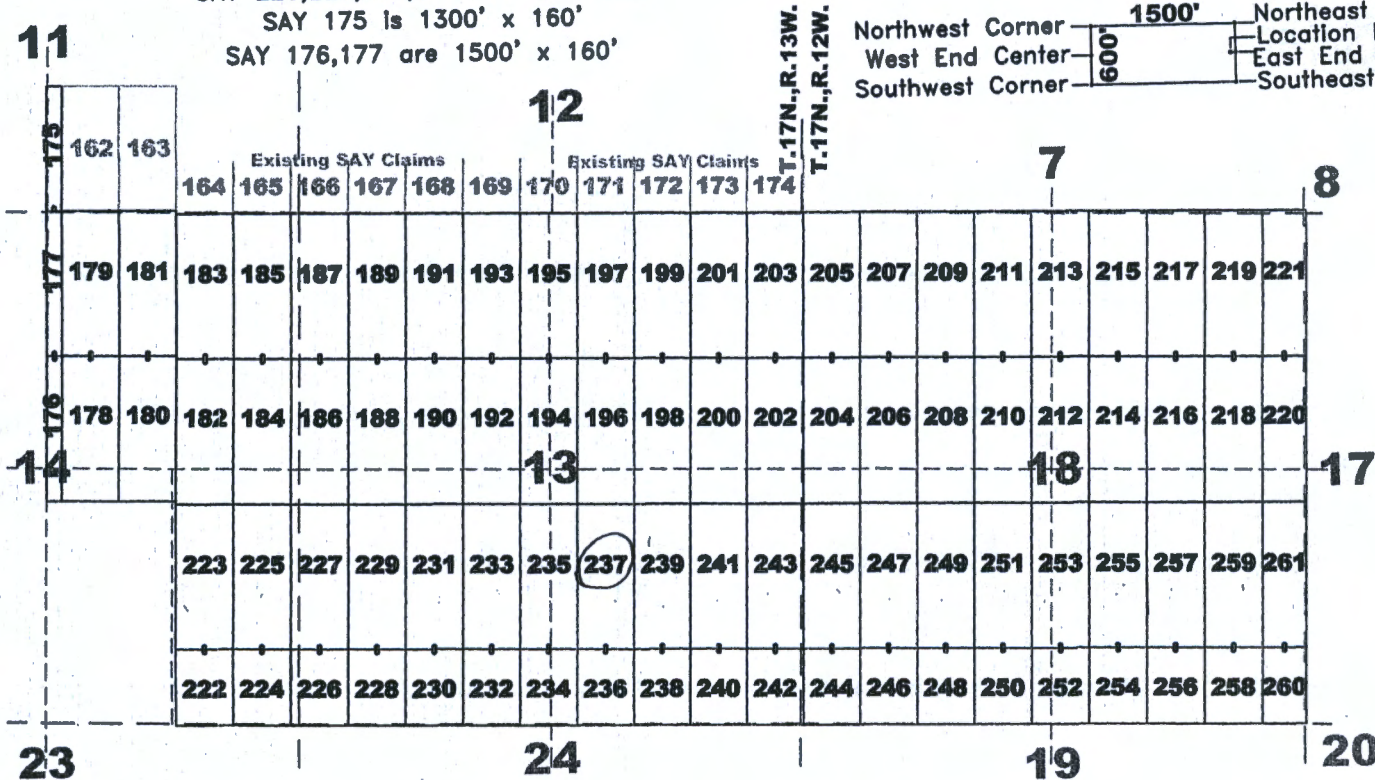 SAY 175 is 1300' x 160'
SAY 176,177 are 1500' x 160'
T.17N.,R.13W.
T.17N.,R.12W.
1500'
600'
Northwest Corner
West End Center
Southwest Corner
Northeast
Location
East End
Southeast
11
12
7
8
175 162 163
Existing SAY Claims
Existing SAY Claims
164 165 166 167 168 169 170 171 172 173 174
177 179 181 183 185 187 189 191 193 195 197 199 201 203 205 207 209 211 213 215 217 219 221
176 178 180 182 184 186 188 190 192 194 196 198 200 202 204 206 208 210 212 214 216 218 220
14 13 18 17
223 225 227 229 231 233 235 237 239 241 243 245 247 249 251 253 255 257 259 261
222 224 226 228 230 232 234 236 238 240 242 244 246 248 250 252 254 256 258 260
23 24 19 20